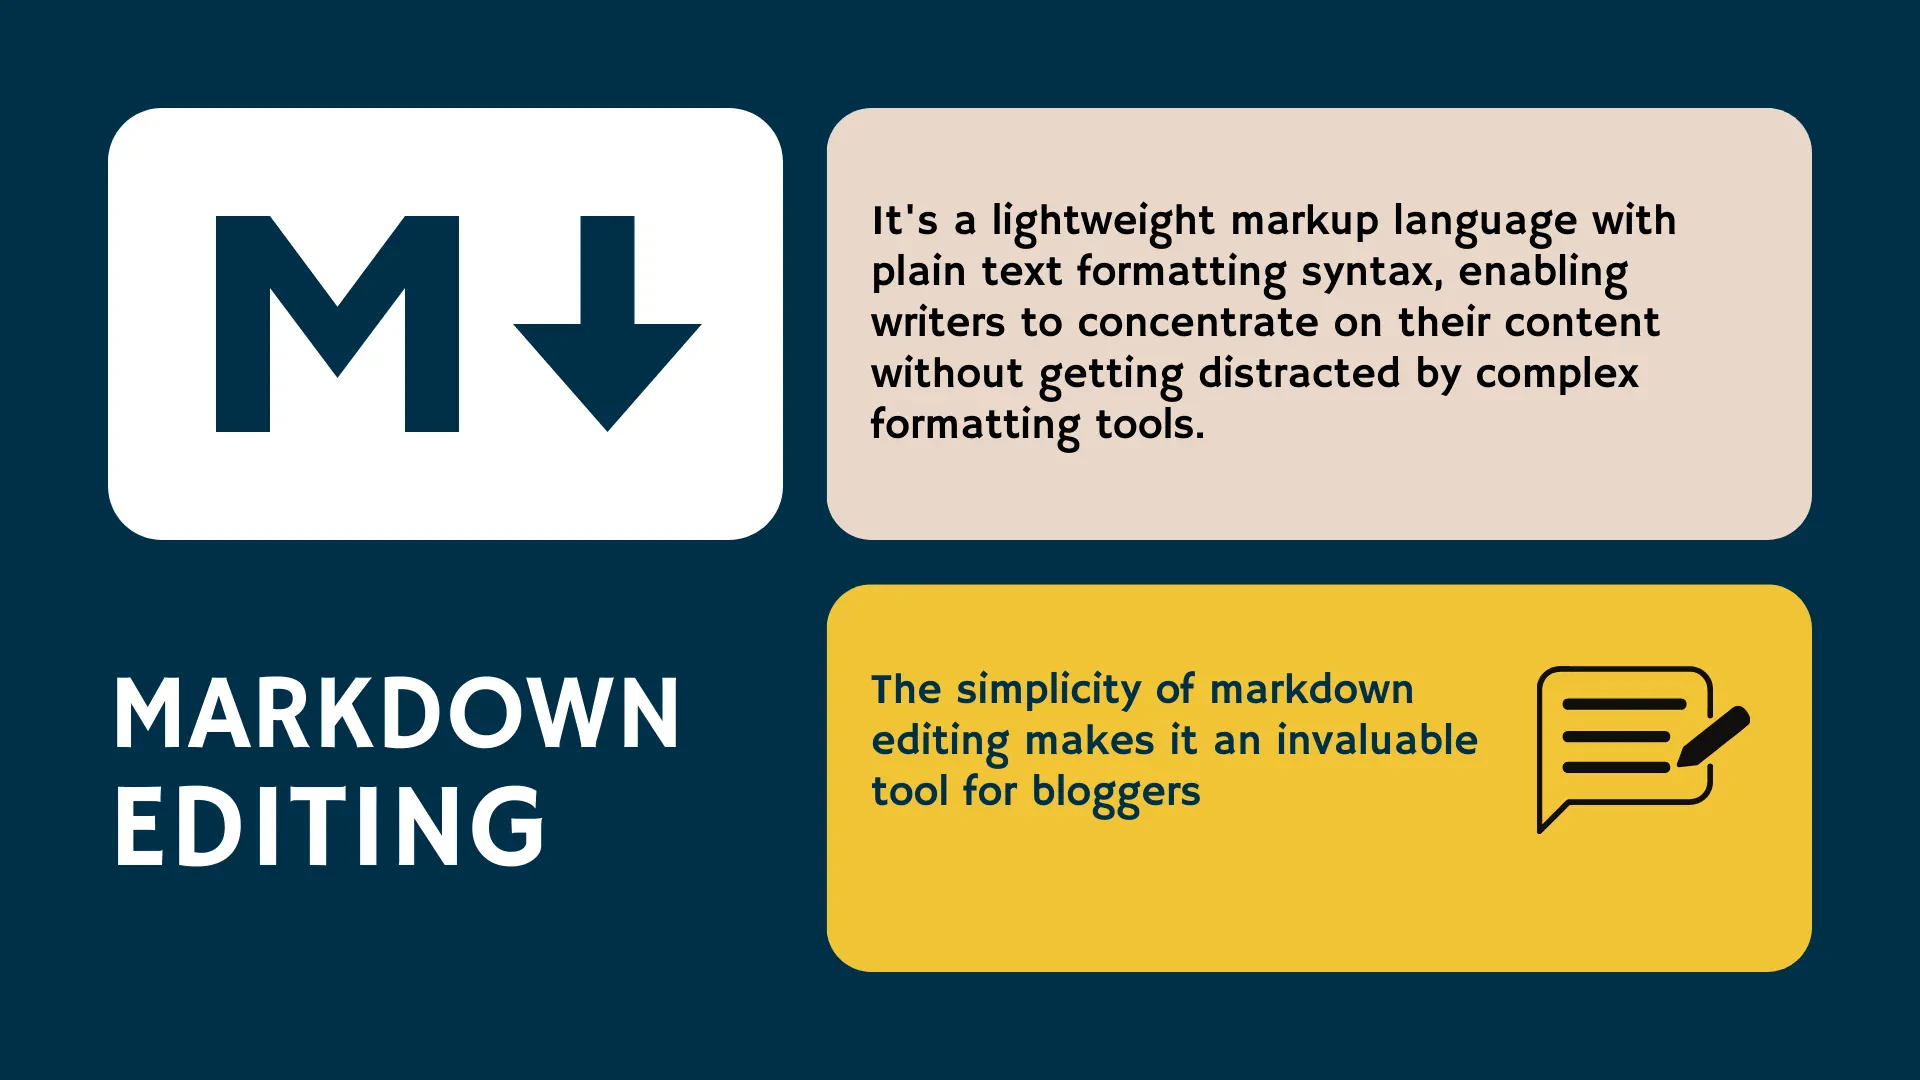 M
MARKDOWN
EDITING
It's a lightweight markup language with
plain text formatting syntax, enabling
writers to concentrate on their content
without getting distracted by complex
formatting tools.
The simplicity of markdown
editing makes it an invaluable
tool for bloggers